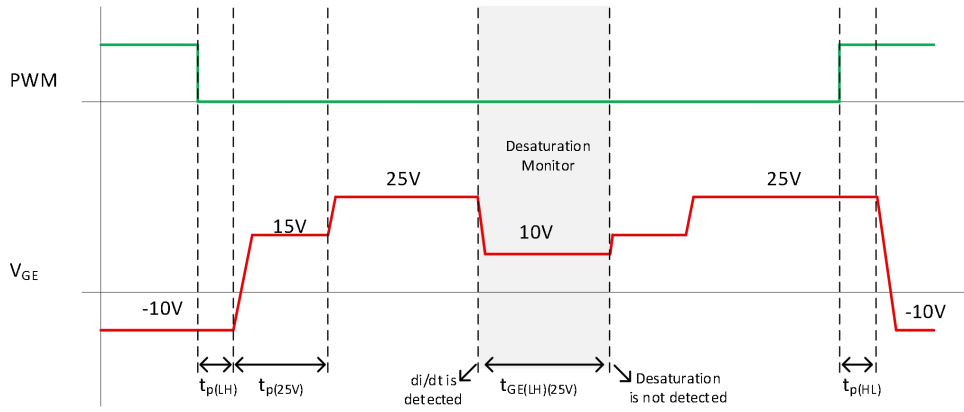 PWM
Desaturation
Monitor
25V
25V
15V
10V
VGE
-10V
-10V
tp(LH)
tp(25V)
di/dt is
detected
tGE(LH)(25V)
Desaturation
is not detected
tp(HL)